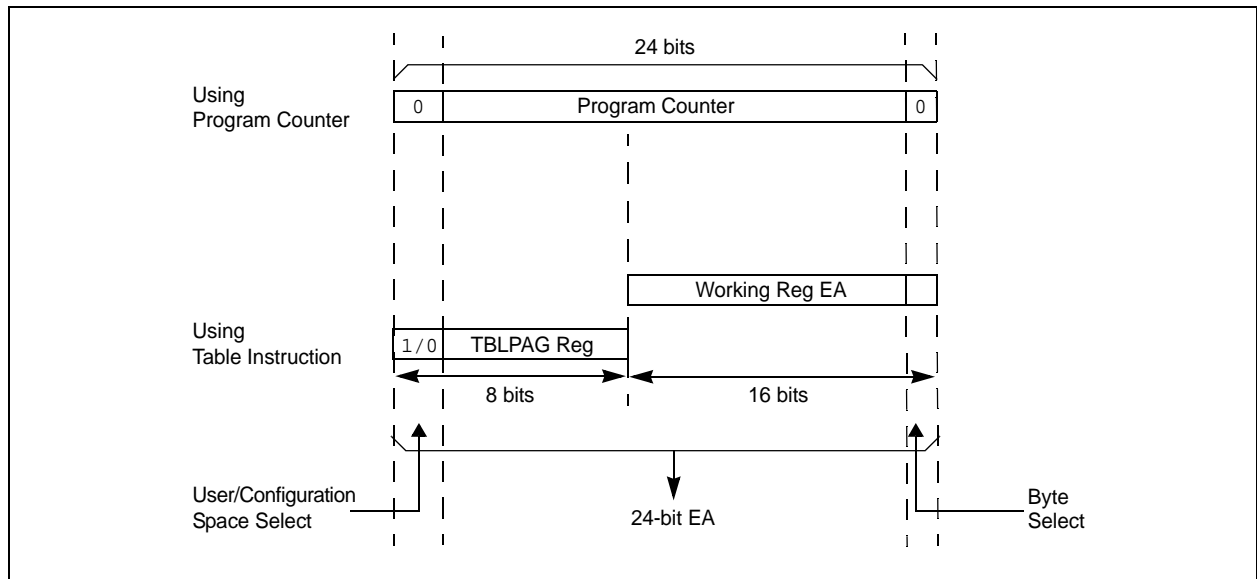 24 bits
Using
Program Counter
0
Program Counter
0
Working Reg EA
Using
Table Instruction
1/0
TBLPAG Reg
8 bits
16 bits
User/Configuration
Space Select
24-bit EA
Byte
Select